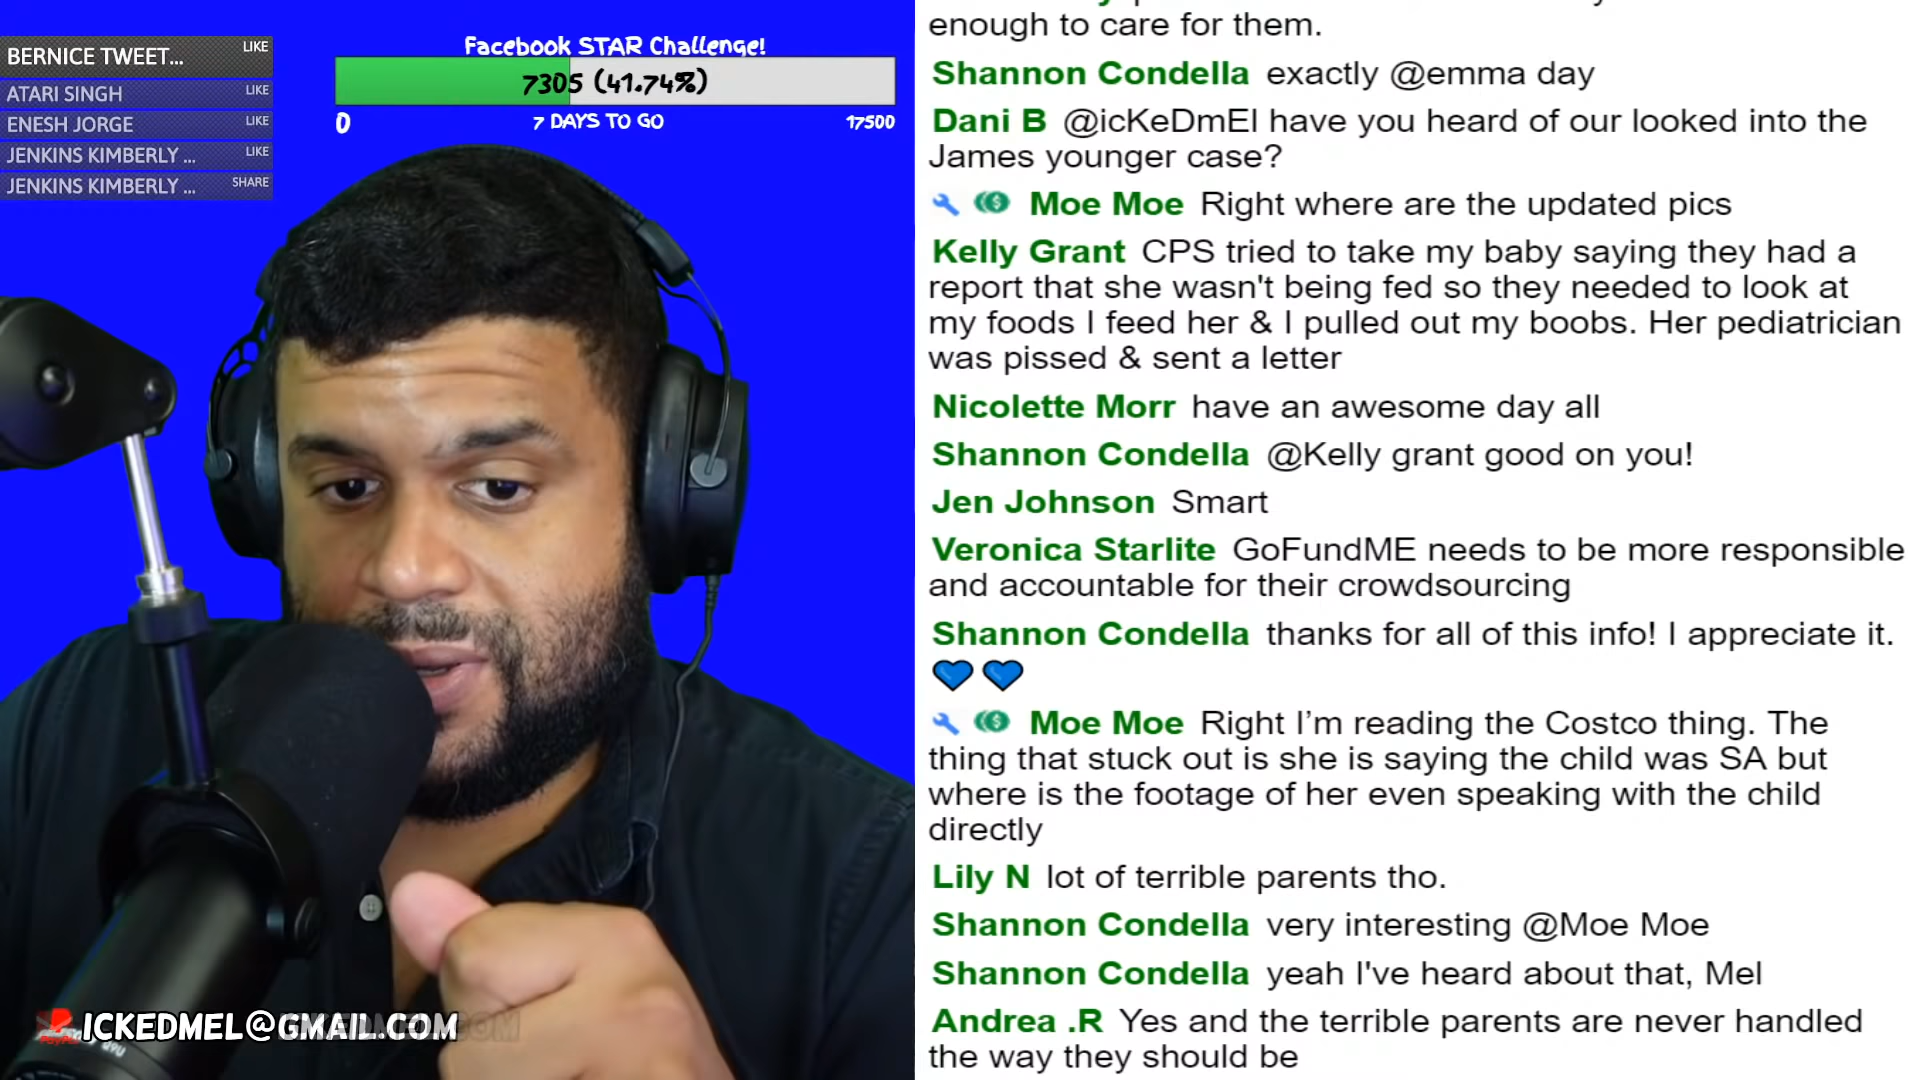 BERNICE TWEET... LIKE
ATARI SINGH LIKE
ENESH JORGE LIKE
JENKINS KIMBERLY ... LIKE
JENKINS KIMBERLY ... SHARE
Facebook STAR Challenge!
7305 (41.74%)
0 7 DAYS TO GO 17500
ICKEDMEL@GMAIL.COM
enough to care for them.
Shannon Condella exactly @emma day
Dani B @icKeDmEl have you heard of our looked into the
James younger case?
Moe Moe Right where are the updated pics
Kelly Grant CPS tried to take my baby saying they had a
report that she wasn't being fed so they needed to look at
my foods I feed her & I pulled out my boobs. Her pediatrician
was pissed & sent a letter
Nicolette Morr have an awesome day all
Shannon Condella @Kelly grant good on you!
Jen Johnson Smart
Veronica Starlite GoFundME needs to be more responsible
and accountable for their crowdsourcing
Shannon Condella thanks for all of this info! I appreciate it.
💙 💙
Moe Moe Right I’m reading the Costco thing. The
thing that stuck out is she is saying the child was SA but
where is the footage of her even speaking with the child
directly
Lily N lot of terrible parents tho.
Shannon Condella very interesting @Moe Moe
Shannon Condella yeah I've heard about that, Mel
Andrea .R Yes and the terrible parents are never handled
the way they should be